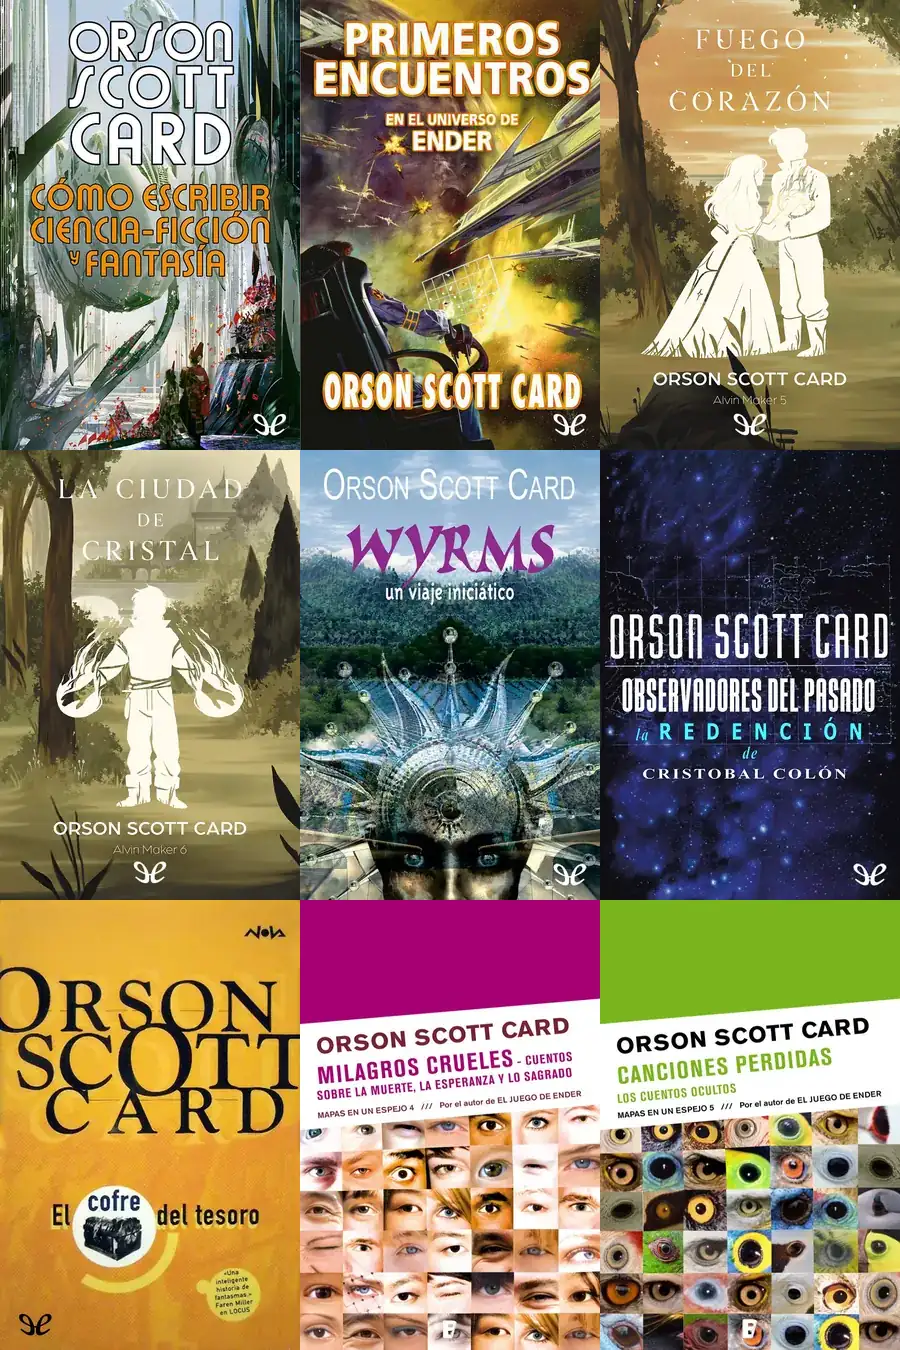 ORSON
SCOTT
CARD
CÓMO ESCRIBIR
CIENCIA-FICCIÓN
Y FANTASÍA
PRIMEROS
ENCUENTROS
EN EL UNIVERSO DE
ENDER
ORSON SCOTT CARD
FUEGO
DEL
CORAZÓN
ORSON SCOTT CARD
Alvin Maker 5
LA CIUDAD
DE
CRISTAL
ORSON SCOTT CARD
Alvin Maker 6
ORSON SCOTT CARD
WYRMS
un viaje iniciático
ORSON SCOTT CARD
OBSERVADORES DEL PASADO
la REDENCIÓN
de
CRISTOBAL COLÓN
NOVA
ORSON
SCOTT
CARD
El cofre del tesoro
«Una
inteligente
historia de
fantasmas.»
Faren Miller
en LOCUS
ORSON SCOTT CARD
MILAGROS CRUELES - CUENTOS
SOBRE LA MUERTE, LA ESPERANZA Y LO SAGRADO
MAPAS EN UN ESPEJO 4 /// Por el autor de EL JUEGO DE ENDER
B
ORSON SCOTT CARD
CANCIONES PERDIDAS
LOS CUENTOS OCULTOS
MAPAS EN UN ESPEJO 5 /// Por el autor de EL JUEGO DE ENDER
B